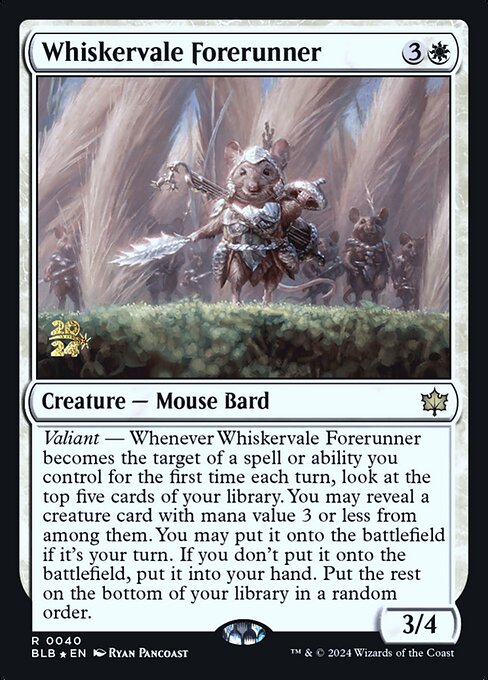 Whiskervale Forerunner 3
2024
Creature — Mouse Bard
Valiant — Whenever Whiskervale Forerunner
becomes the target of a spell or ability you
control for the first time each turn, look at the
top five cards of your library. You may reveal a
creature card with mana value 3 or less from
among them. You may put it onto the battlefield
if it's your turn. If you don't put it onto the
battlefield, put it into your hand. Put the rest
on the bottom of your library in a random
order.
3/4
R 0040
BLB ★ EN Ryan Pancoast
™ & © 2024 Wizards of the Coast